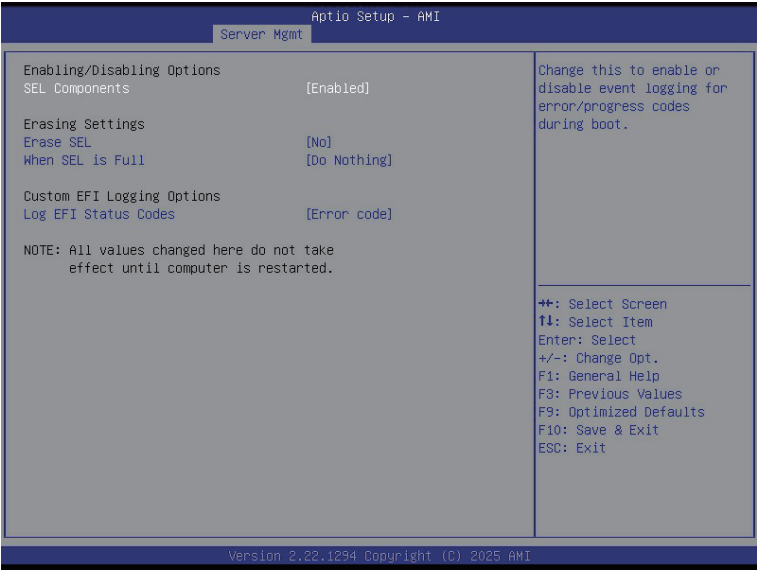 Aptio Setup - AMI
Server Mgmt
Enabling/Disabling Options
SEL Components [Enabled]
Erasing Settings
Erase SEL [No]
When SEL is Full [Do Nothing]
Custom EFI Logging Options
Log EFI Status Codes [Error code]
NOTE: All values changed here do not take
effect until computer is restarted.
Change this to enable or
disable event logging for
error/progress codes
during boot.
→←: Select Screen
↑↓: Select Item
Enter: Select
+/-: Change Opt.
F1: General Help
F3: Previous Values
F9: Optimized Defaults
F10: Save & Exit
ESC: Exit
Version 2.22.1294 Copyright (C) 2025 AMI